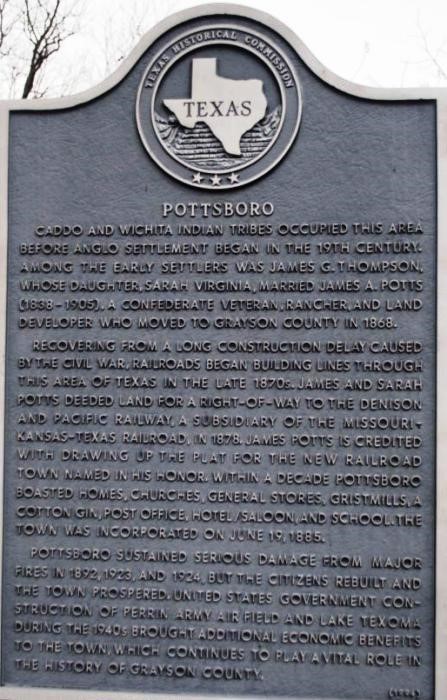 TEXAS HISTORICAL COMMISSION
TEXAS
POTTSBORO
CADDO AND WICHITA INDIAN TRIBES OCCUPIED THIS AREA
BEFORE ANGLO SETTLEMENT BEGAN IN THE 19TH CENTURY.
AMONG THE EARLY SETTLERS WAS JAMES G. THOMPSON,
WHOSE DAUGHTER, SARAH VIRGINIA, MARRIED JAMES A. POTTS
(1838-1905), A CONFEDERATE VETERAN, RANCHER, AND LAND
DEVELOPER WHO MOVED TO GRAYSON COUNTY IN 1868.
RECOVERING FROM A LONG CONSTRUCTION DELAY CAUSED
BY THE CIVIL WAR, RAILROADS BEGAN BUILDING LINES THROUGH
THIS AREA OF TEXAS IN THE LATE 1870s. JAMES AND SARAH
POTTS DEEDED LAND FOR A RIGHT-OF-WAY TO THE DENISON
AND PACIFIC RAILWAY, A SUBSIDIARY OF THE MISSOURI-
KANSAS-TEXAS RAILROAD, IN 1878. JAMES POTTS IS CREDITED
WITH DRAWING UP THE PLAT FOR THE NEW RAILROAD
TOWN NAMED IN HIS HONOR. WITHIN A DECADE POTTSBORO
BOASTED HOMES, CHURCHES, GENERAL STORES, GRISTMILLS, A
COTTON GIN, POST OFFICE, HOTEL/SALOON, AND SCHOOL. THE
TOWN WAS INCORPORATED ON JUNE 19, 1885.
POTTSBORO SUSTAINED SERIOUS DAMAGE FROM MAJOR
FIRES IN 1892, 1923, AND 1924, BUT THE CITIZENS REBUILT AND
THE TOWN PROSPERED. UNITED STATES GOVERNMENT CON-
STRUCTION OF PERRIN ARMY AIR FIELD AND LAKE TEXOMA
DURING THE 1940s BROUGHT ADDITIONAL ECONOMIC BENEFITS
TO THE TOWN, WHICH CONTINUES TO PLAY A VITAL ROLE IN
THE HISTORY OF GRAYSON COUNTY.